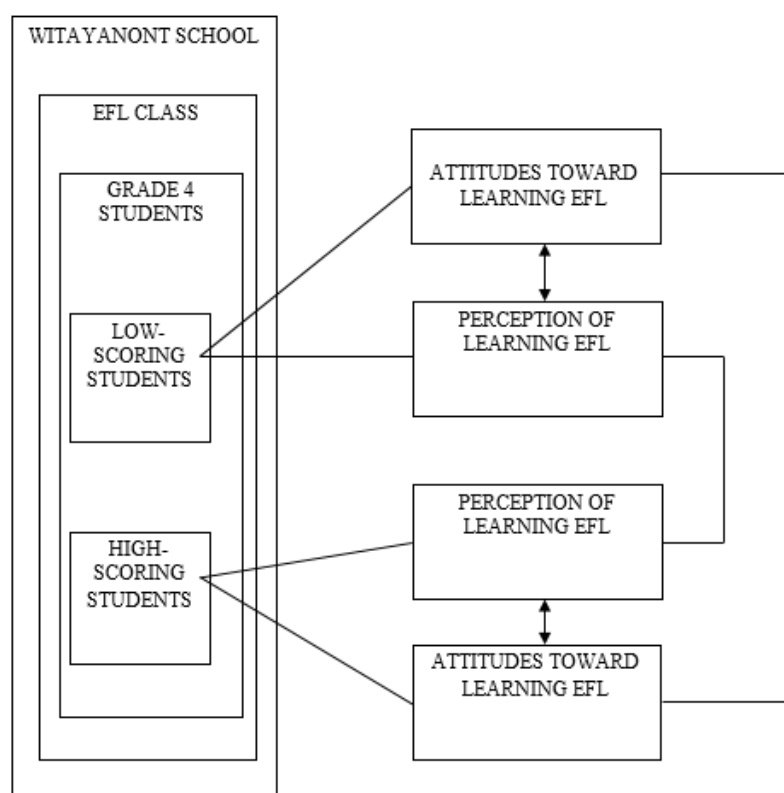 WITAYANONT SCHOOL
EFL CLASS
GRADE 4
STUDENTS
LOW-
SCORING
STUDENTS
HIGH-
SCORING
STUDENTS
ATTITUDES TOWARD
LEARNING EFL
PERCEPTION OF
LEARNING EFL
PERCEPTION OF
LEARNING EFL
ATTITUDES TOWARD
LEARNING EFL